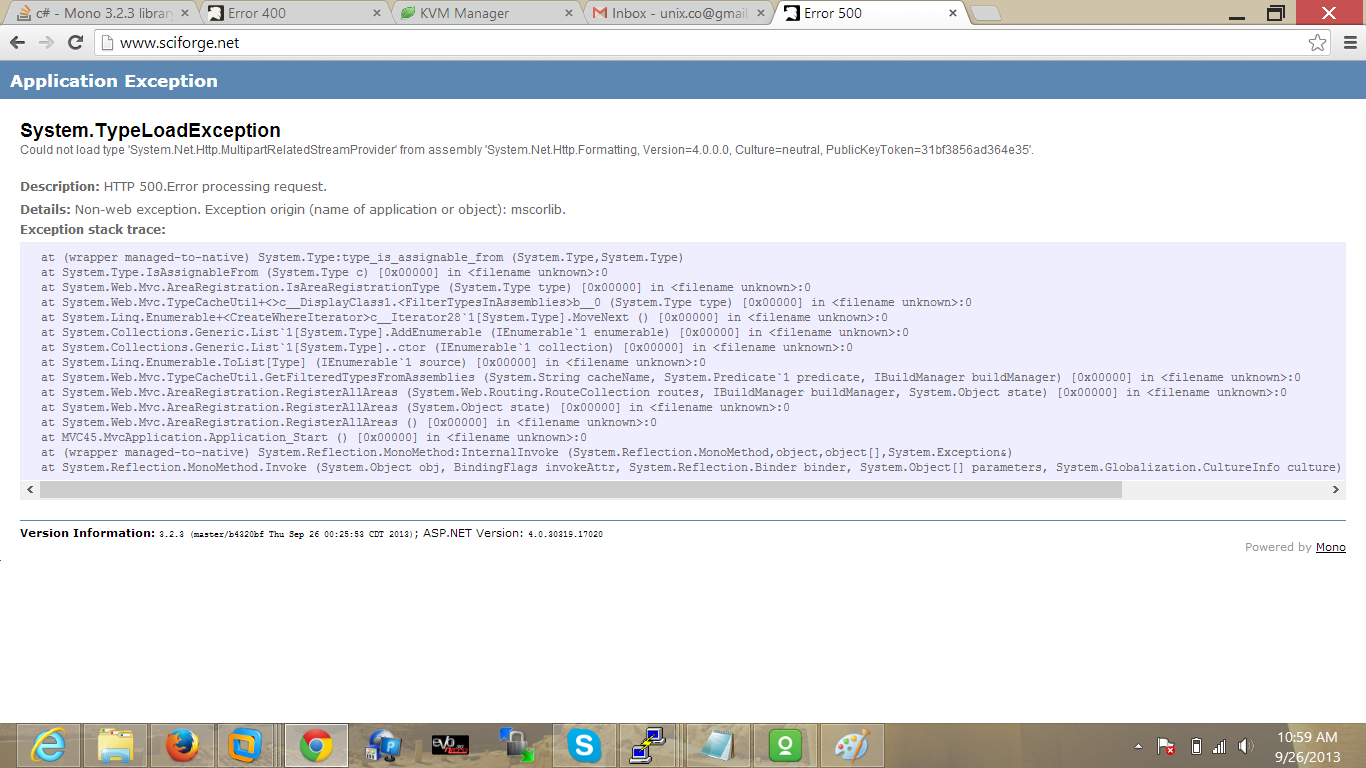 c# - Mono 3.2.3 library
Error 400
KVM Manager
Inbox - unix.co@gmail
Error 500
www.sciforge.net
Application Exception
System.TypeLoadException
Could not load type 'System.Net.Http.MultipartRelatedStreamProvider' from assembly 'System.Net.Http.Formatting, Version=4.0.0.0, Culture=neutral, PublicKeyToken=31bf3856ad364e35'.
Description: HTTP 500.Error processing request.
Details: Non-web exception. Exception origin (name of application or object): mscorlib.
Exception stack trace:
at (wrapper managed-to-native) System.Type:type_is_assignable_from (System.Type,System.Type)
at System.Type.IsAssignableFrom (System.Type c) [0x00000] in <filename unknown>:0
at System.Web.Mvc.AreaRegistration.IsAreaRegistrationType (System.Type type) [0x00000] in <filename unknown>:0
at System.Web.Mvc.TypeCacheUtil+<>c__DisplayClass1.<FilterTypesInAssemblies>b__0 (System.Type type) [0x00000] in <filename unknown>:0
at System.Linq.Enumerable+<CreateWhereIterator>c__Iterator28`1[System.Type].MoveNext () [0x00000] in <filename unknown>:0
at System.Collections.Generic.List`1[System.Type].AddEnumerable (IEnumerable`1 enumerable) [0x00000] in <filename unknown>:0
at System.Collections.Generic.List`1[System.Type]..ctor (IEnumerable`1 collection) [0x00000] in <filename unknown>:0
at System.Linq.Enumerable.ToList[Type] (IEnumerable`1 source) [0x00000] in <filename unknown>:0
at System.Web.Mvc.TypeCacheUtil.GetFilteredTypesFromAssemblies (System.String cacheName, System.Predicate`1 predicate, IBuildManager buildManager) [0x00000] in <filename unknown>:0
at System.Web.Mvc.AreaRegistration.RegisterAllAreas (System.Web.Routing.RouteCollection routes, IBuildManager buildManager, System.Object state) [0x00000] in <filename unknown>:0
at System.Web.Mvc.AreaRegistration.RegisterAllAreas (System.Object state) [0x00000] in <filename unknown>:0
at System.Web.Mvc.AreaRegistration.RegisterAllAreas () [0x00000] in <filename unknown>:0
at MVC45.MvcApplication.Application_Start () [0x00000] in <filename unknown>:0
at (wrapper managed-to-native) System.Reflection.MonoMethod:InternalInvoke (System.Reflection.MonoMethod,object,object[],System.Exception&)
at System.Reflection.MonoMethod.Invoke (System.Object obj, BindingFlags invokeAttr, System.Reflection.Binder binder, System.Object[] parameters, System.Globalization.CultureInfo culture)
Version Information: 3.2.3 (master/b4320bf Thu Sep 26 00:25:53 CDT 2013); ASP.NET Version: 4.0.30319.17020
Powered by Mono
10:59 AM
9/26/2013